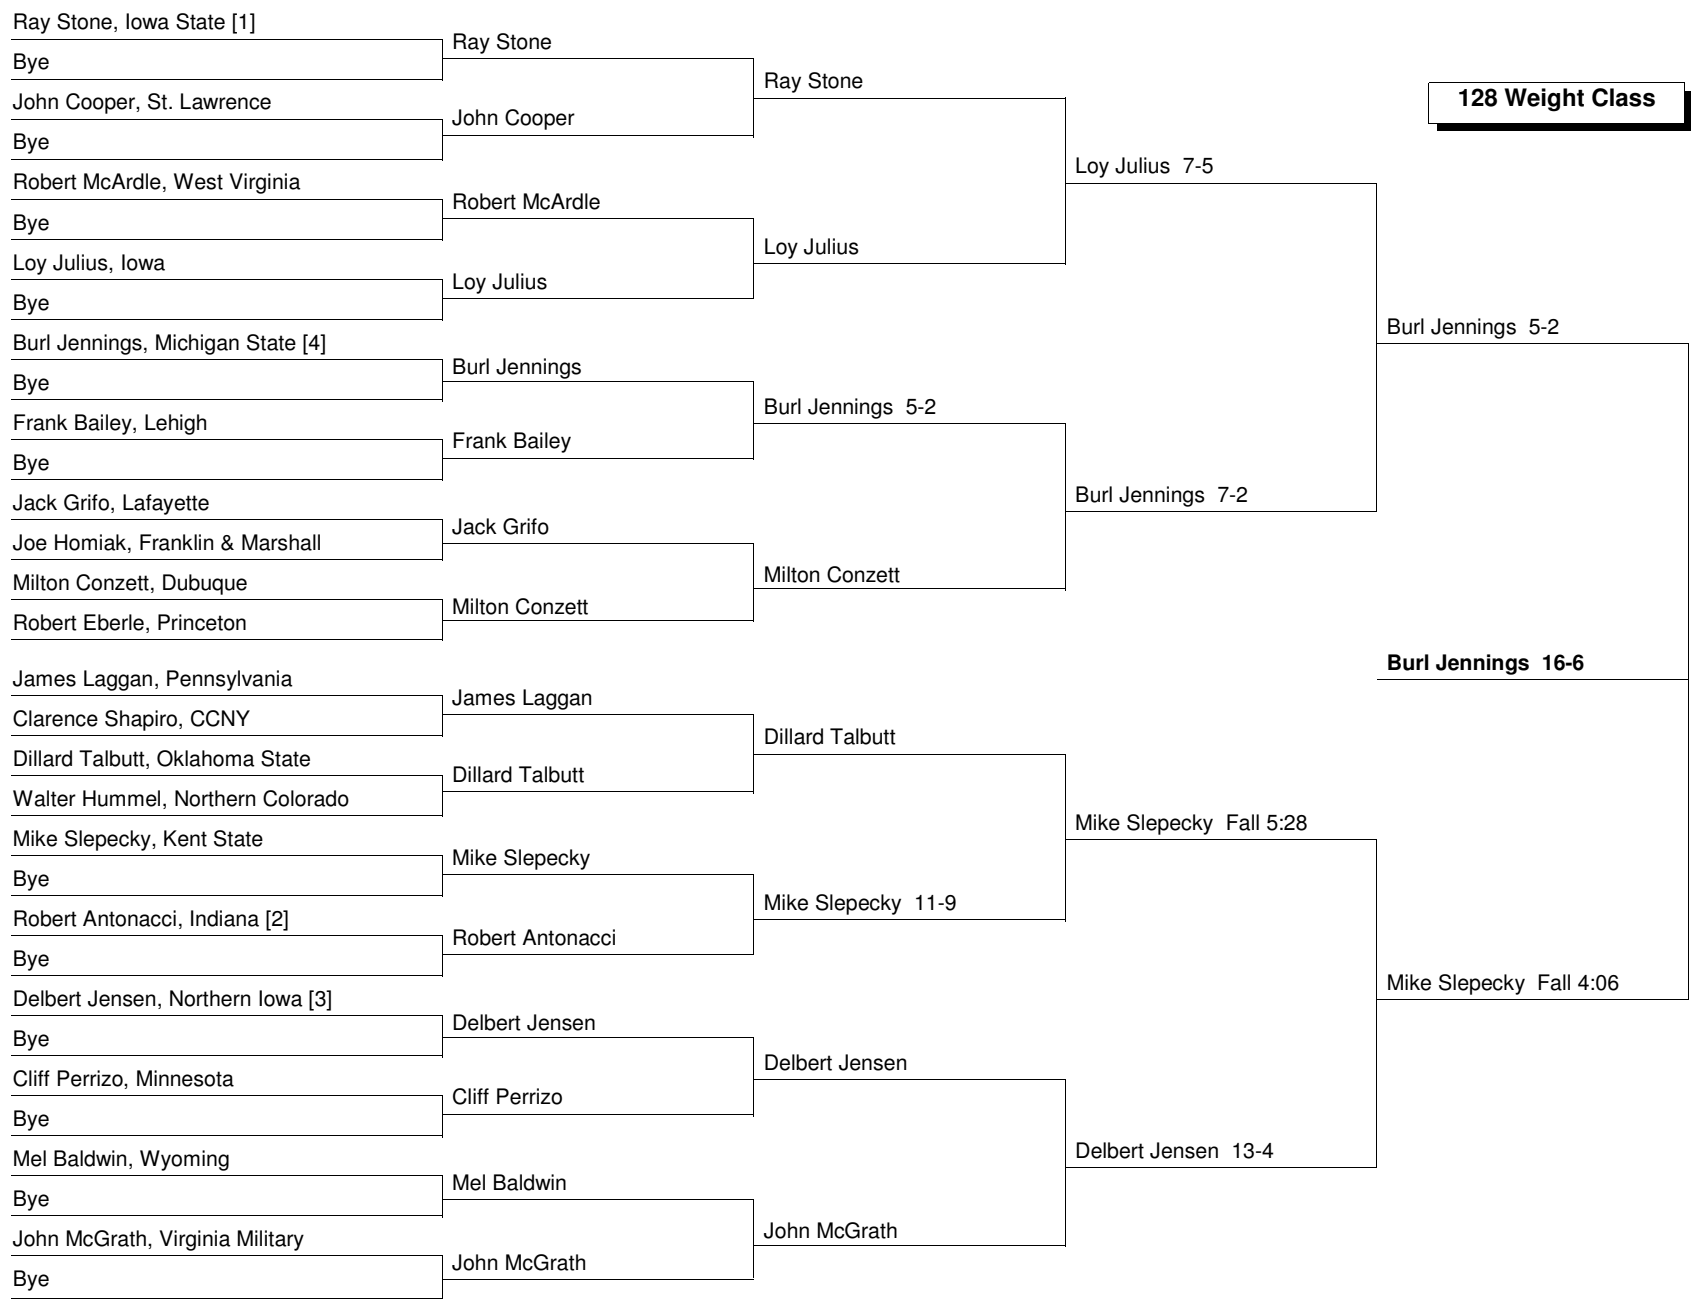 Ray Stone, Iowa State [1]
Bye
John Cooper, St. Lawrence
Bye
Robert McArdle, West Virginia
Bye
Loy Julius, Iowa
Bye
Burl Jennings, Michigan State [4]
Bye
Frank Bailey, Lehigh
Bye
Jack Grifo, Lafayette
Joe Homiak, Franklin & Marshall
Milton Conzett, Dubuque
Robert Eberle, Princeton
James Laggan, Pennsylvania
Clarence Shapiro, CCNY
Dillard Talbutt, Oklahoma State
Walter Hummel, Northern Colorado
Mike Slepecky, Kent State
Bye
Robert Antonacci, Indiana [2]
Bye
Delbert Jensen, Northern Iowa [3]
Bye
Cliff Perrizo, Minnesota
Bye
Mel Baldwin, Wyoming
Bye
John McGrath, Virginia Military
Bye
Ray Stone
John Cooper
Robert McArdle
Loy Julius
Burl Jennings
Frank Bailey
Jack Grifo
Milton Conzett
James Laggan
Dillard Talbutt
Mike Slepecky
Robert Antonacci
Delbert Jensen
Cliff Perrizo
Mel Baldwin
John McGrath
Ray Stone
Loy Julius
Burl Jennings 5-2
Milton Conzett
Dillard Talbutt
Mike Slepecky 11-9
Delbert Jensen
John McGrath
Loy Julius 7-5
Burl Jennings 7-2
Mike Slepecky Fall 5:28
Delbert Jensen 13-4
128 Weight Class
Burl Jennings 5-2
Burl Jennings 16-6
Mike Slepecky Fall 4:06